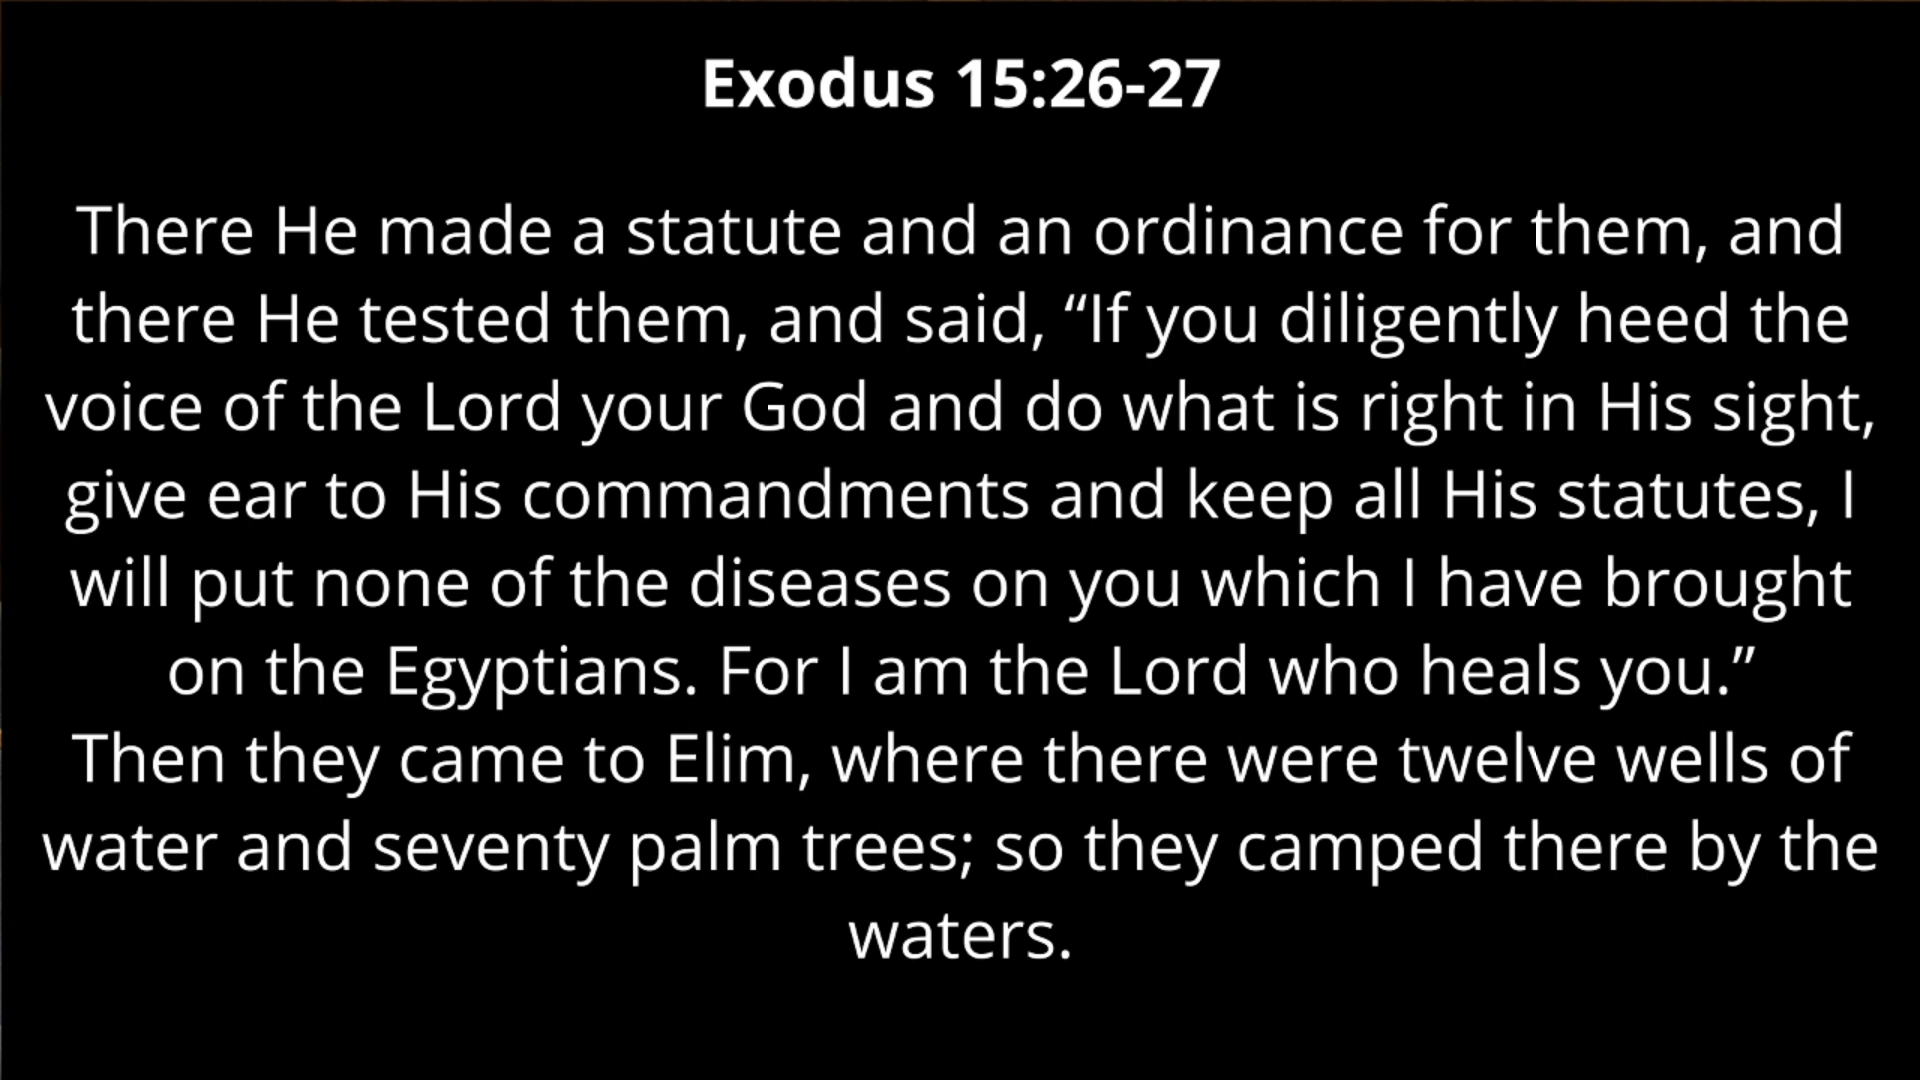 Exodus 15:26-27
There He made a statute and an ordinance for them, and
there He tested them, and said, “If you diligently heed the
voice of the Lord your God and do what is right in His sight,
give ear to His commandments and keep all His statutes, I
will put none of the diseases on you which I have brought
on the Egyptians. For I am the Lord who heals you.”
Then they came to Elim, where there were twelve wells of
water and seventy palm trees; so they camped there by the
waters.